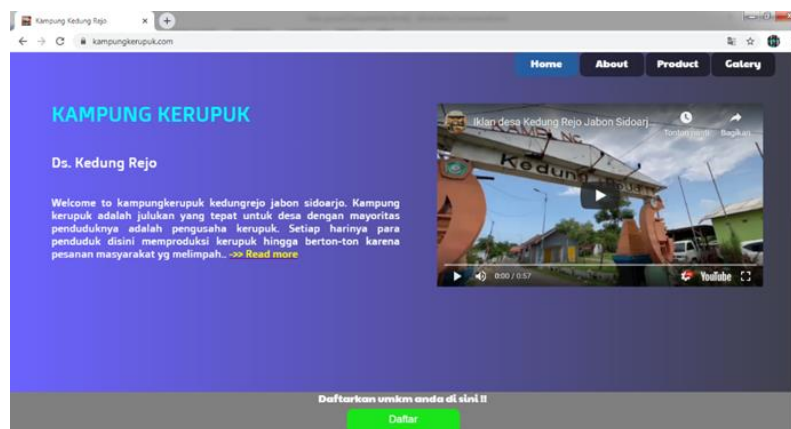 Kampung Kedung Rejo
kampungkerupuk.com
Home About Product Galery
KAMPUNG KERUPUK
Ds. Kedung Rejo
Welcome to kampungkerupuk kedungrejo jabon sidoarjo. Kampung
kerupuk adalah julukan yang tepat untuk desa dengan mayoritas
penduduknya adalah pengusaha kerupuk. Setiap harinya para
penduduk disini memproduksi kerupuk hingga berton-ton karena
pesanan masyarakat yg melimpah.. ->> Read more
Iklan desa Kedung Rejo Jabon Sidoarj...
Tonton nanti Bagikan
Kedung
0:00 / 0:57
YouTube
Daftarkan umkm anda di sini !!
Daftar